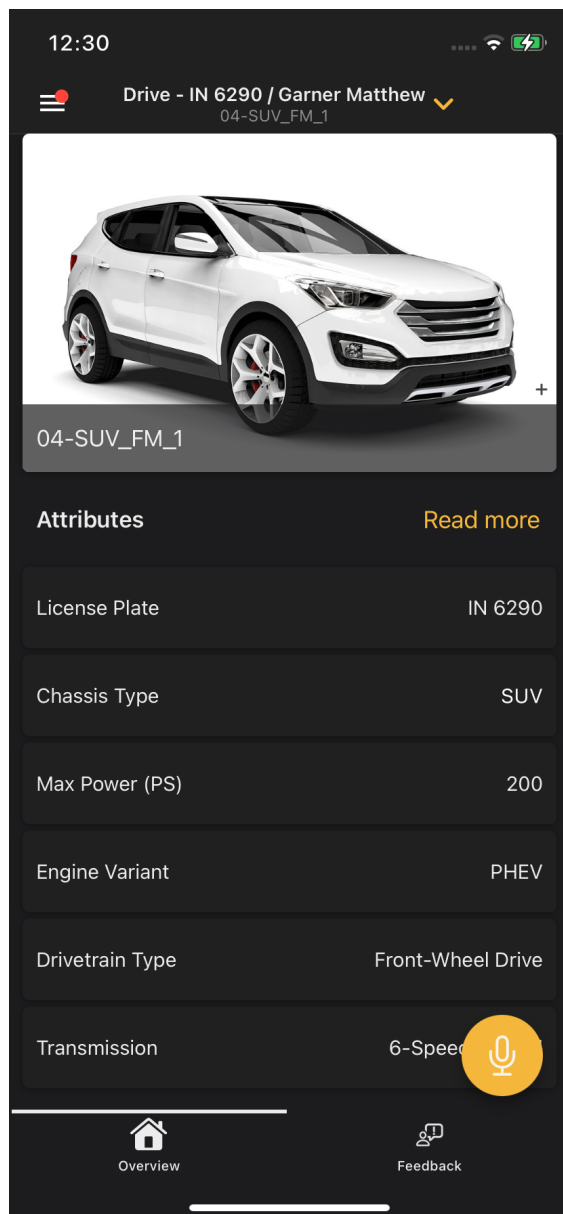 12:30
Drive - IN 6290 / Garner Matthew
04-SUV_FM_1
04-SUV_FM_1
Attributes Read more
License Plate IN 6290
Chassis Type SUV
Max Power (PS) 200
Engine Variant PHEV
Drivetrain Type Front-Wheel Drive
Transmission
Overview Feedback